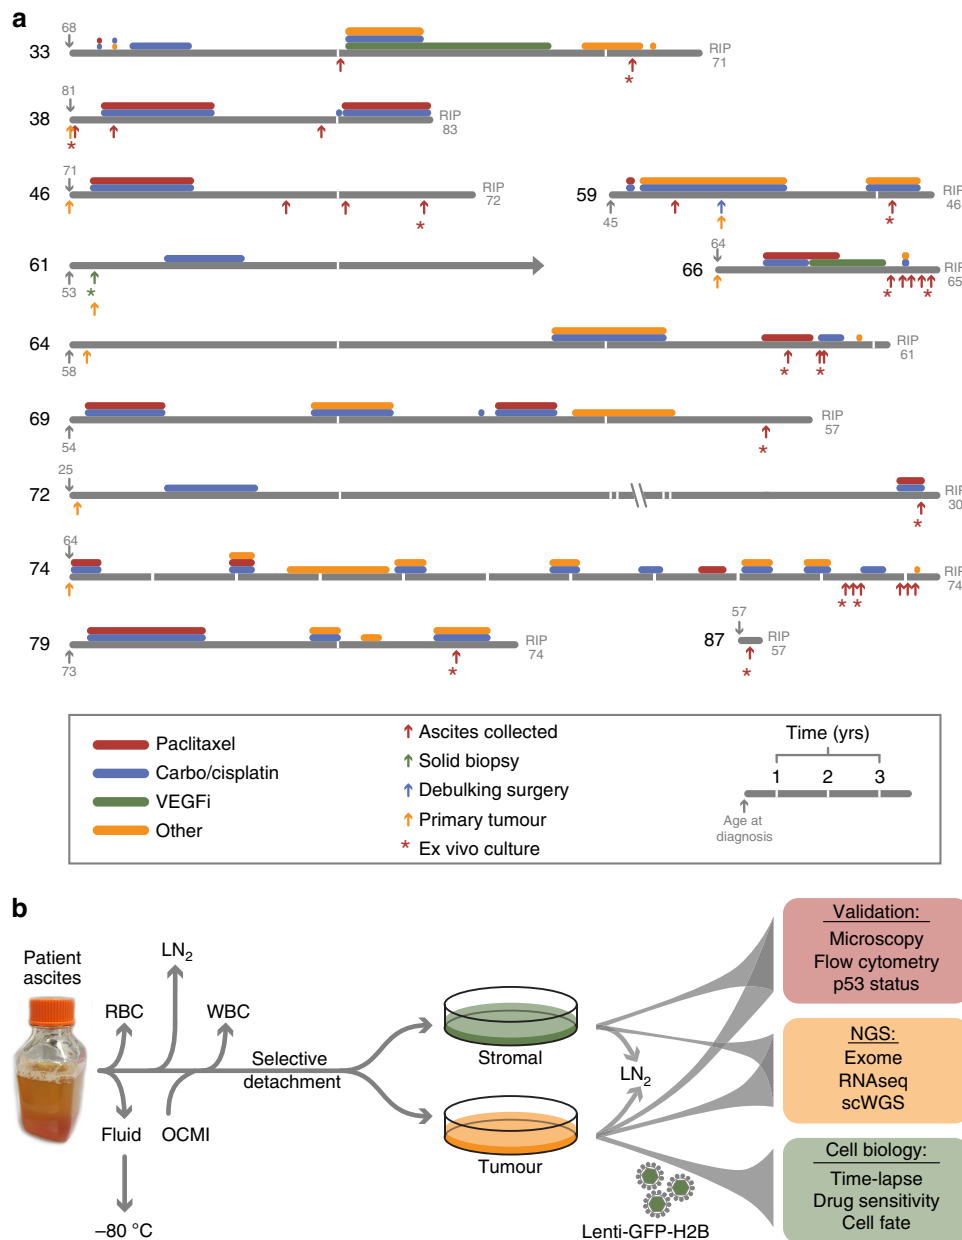 a
68
33
RIP
71
81
38
RIP
83
*
71
46
RIP
72
*
59
45
RIP
46
*
61
53
*
64
66
RIP
65
* *
64
58
RIP
61
* *
69
54
RIP
57
*
25
72
RIP
30
*
64
74
RIP
74
* *
79
73
RIP
74
*
57
87
RIP
57
*
Paclitaxel
Carbo/cisplatin
VEGFi
Other
Ascites collected
Solid biopsy
Debulking surgery
Primary tumour
* Ex vivo culture
Time (yrs)
1 2 3
Age at
diagnosis
b
Patient
ascites
LN2
RBC
WBC
Selective
detachment
Fluid
OCMI
–80 °C
Stromal
Tumour
LN2
Lenti-GFP-H2B
Validation:
Microscopy
Flow cytometry
p53 status
NGS:
Exome
RNAseq
scWGS
Cell biology:
Time-lapse
Drug sensitivity
Cell fate